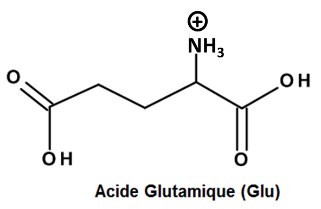 ⊕
NH₃
O
OH
OH
O
Acide Glutamique (Glu)